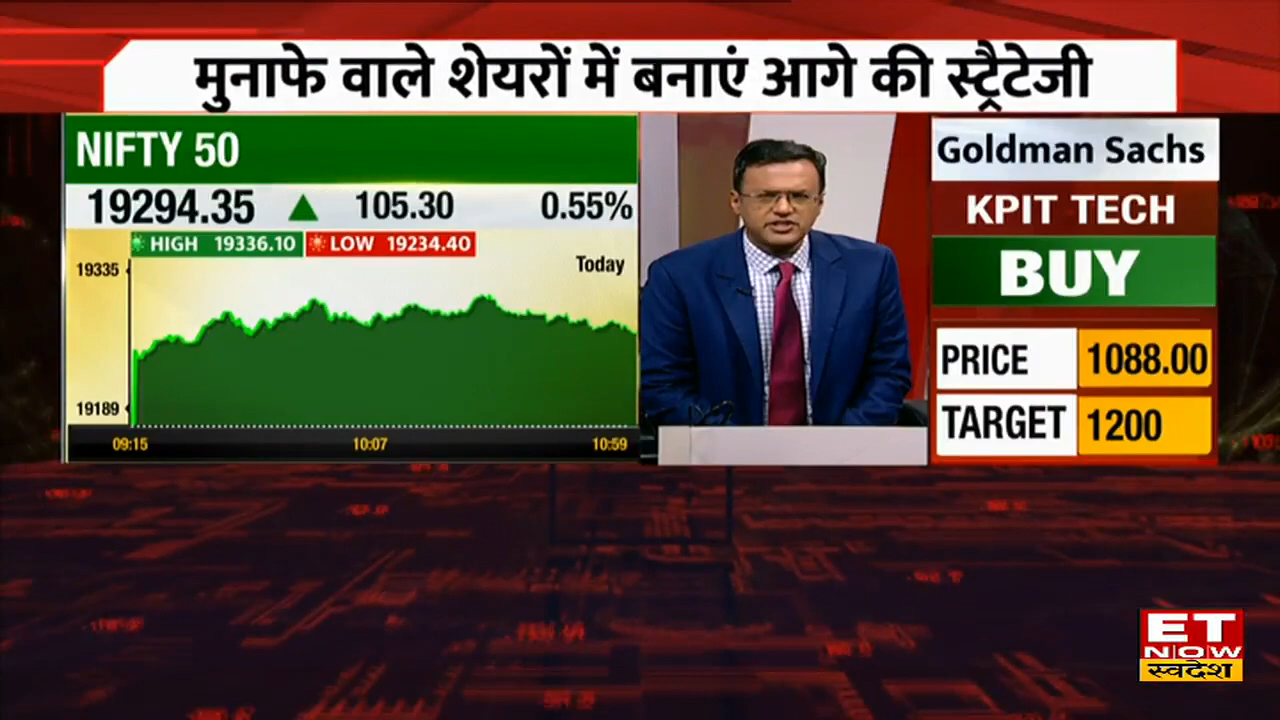 मुनाफे वाले शेयरों में बनाएं आगे की स्ट्रैटेजी
NIFTY 50
19294.35 ▲ 105.30 0.55%
HIGH 19336.10 LOW 19234.40
Today
19335
19189
09:15 10:07 10:59
Goldman Sachs
KPIT TECH
BUY
PRICE 1088.00
TARGET 1200
ET
NOW
स्वदेश